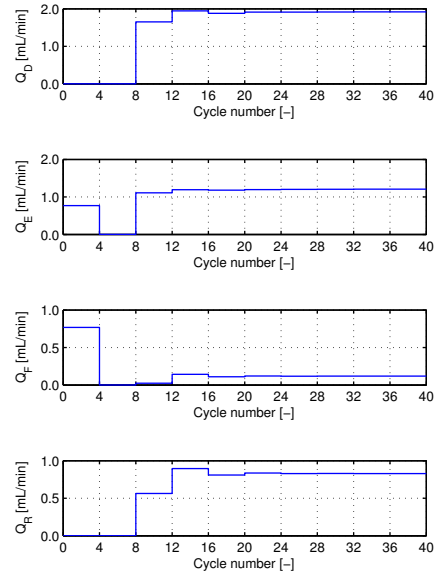 2.0
1.0
0.0
Q_D [mL/min]
0 4 8 12 16 20 24 28 32 36 40
Cycle number [−]
2.0
1.0
0.0
Q_E [mL/min]
0 4 8 12 16 20 24 28 32 36 40
Cycle number [−]
1.0
0.5
0
Q_F [mL/min]
0 4 8 12 16 20 24 28 32 36 40
Cycle number [−]
1.0
0.5
0
Q_R [mL/min]
0 4 8 12 16 20 24 28 32 36 40
Cycle number [−]